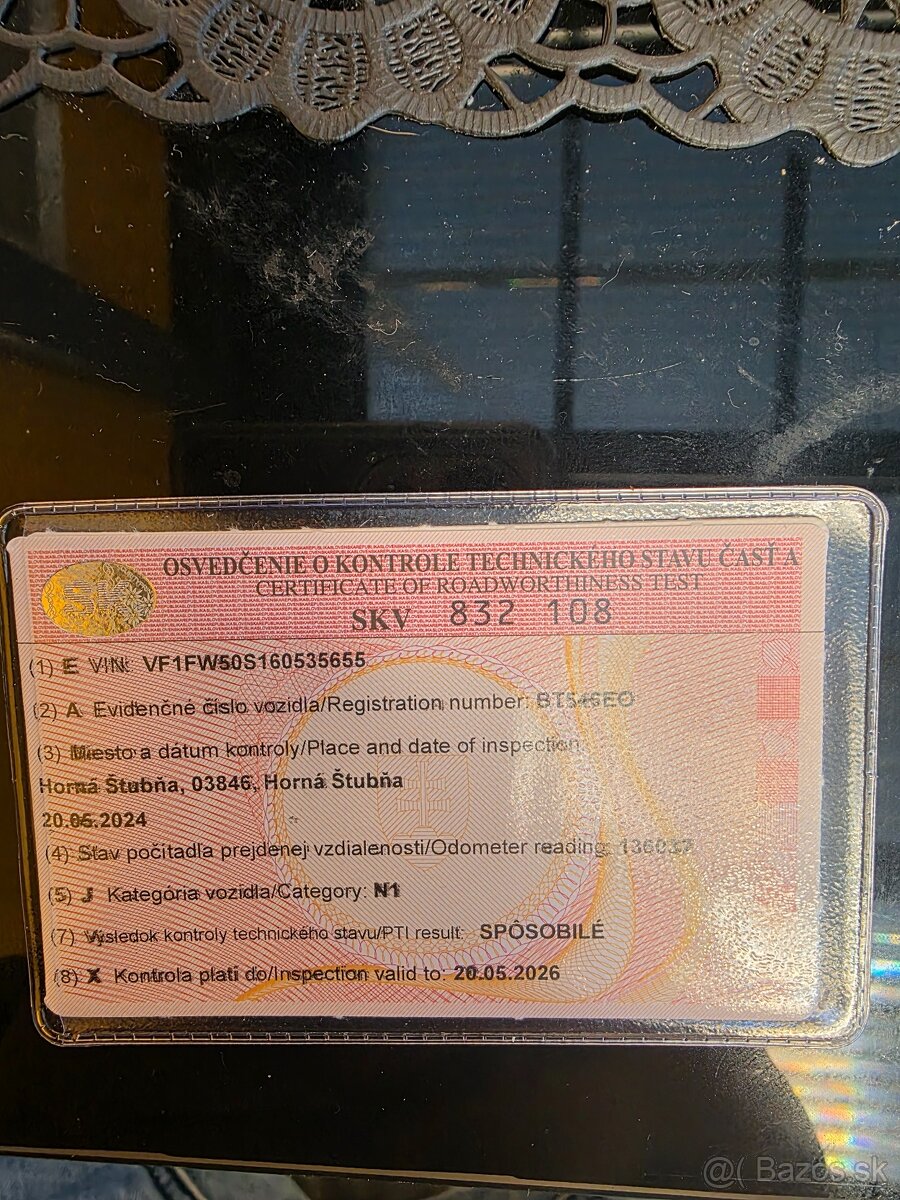 OSVEDČENIE O KONTROLE TECHNICKÉHO STAVU ČASŤ A
CERTIFICATE OF ROADWORTHINESS TEST
SKV 832 108
(1) E VIN: VF1FW50S160535655
(2) A Evidenčné číslo vozidla/Registration number:
(3) Miesto a dátum kontroly/Place and date of inspection:
Horná Štubňa, 03846, Horná Štubňa
20.05.2024
(4) Stav počítadla prejdenej vzdialenosti/Odometer reading:
(5) J Kategória vozidla/Category: N1
(7) Výsledok kontroly technického stavu/PTI result: SPÔSOBILÉ
(8) X Kontrola platí do/Inspection valid to: 20.05.2026
@( Bazos.sk